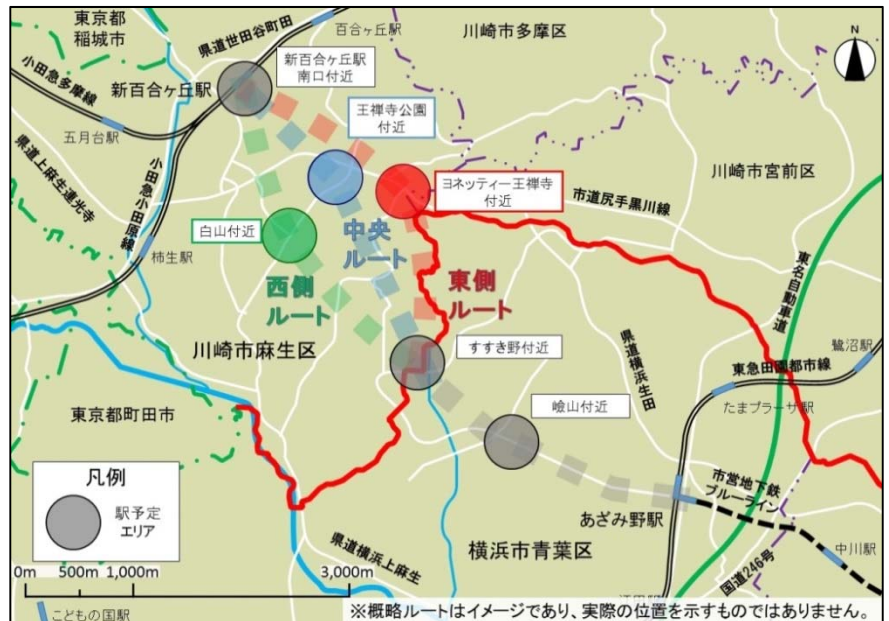 東京都
稲城市
県道世田谷町田
百合ヶ丘駅
川崎市多摩区
N
小田急多摩線
新百合ヶ丘駅
新百合ヶ丘駅
南口付近
王禅寺公園
付近
五月台駅
県道上麻生蓮光寺
小田急小田原線
ヨネッティー王禅寺
付近
川崎市宮前区
市道尻手黒川線
白山付近
中央
ルート
柿生駅
西側
ルート
東側
ルート
東名自動車道
川崎市麻生区
すすき野付近
県道横浜生田
鷺沼駅
東急田園都市線
たまプラーザ駅
東京都町田市
嶮山付近
凡例
駅予定
エリア
市営地下鉄
ブルーライン
あざみ野駅
県道横浜上麻生
横浜市青葉区
国道246号
中川駅
0m 500m 1,000m 3,000m
こどもの国駅
※概略ルートはイメージであり、実際の位置を示すものではありません。